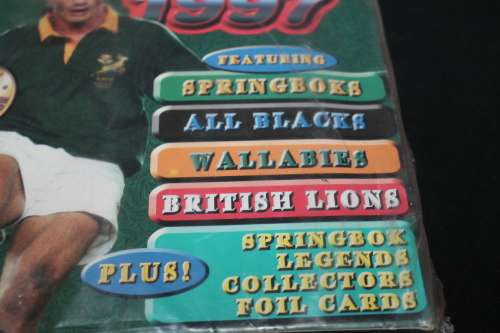 1997
FEATURING
SPRINGBOKS
ALL BLACKS
WALLABIES
BRITISH LIONS
PLUS!
SPRINGBOK
LEGENDS
COLLECTORS
FOIL CARDS